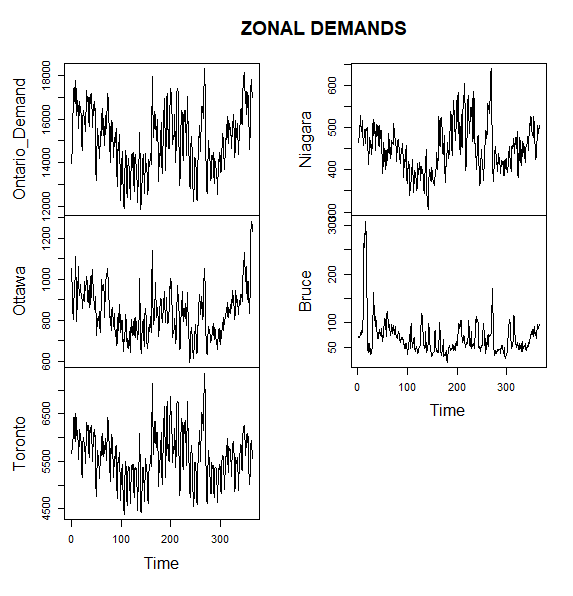 ZONAL DEMANDS
Ontario_Demand
12000 14000 16000 18000
Ottawa
600 800 1000 1200
Toronto
4500 5500 6500
0 100 200 300
Time
Niagara
300 400 500 600
Bruce
50 100 200 300
0 100 200 300
Time